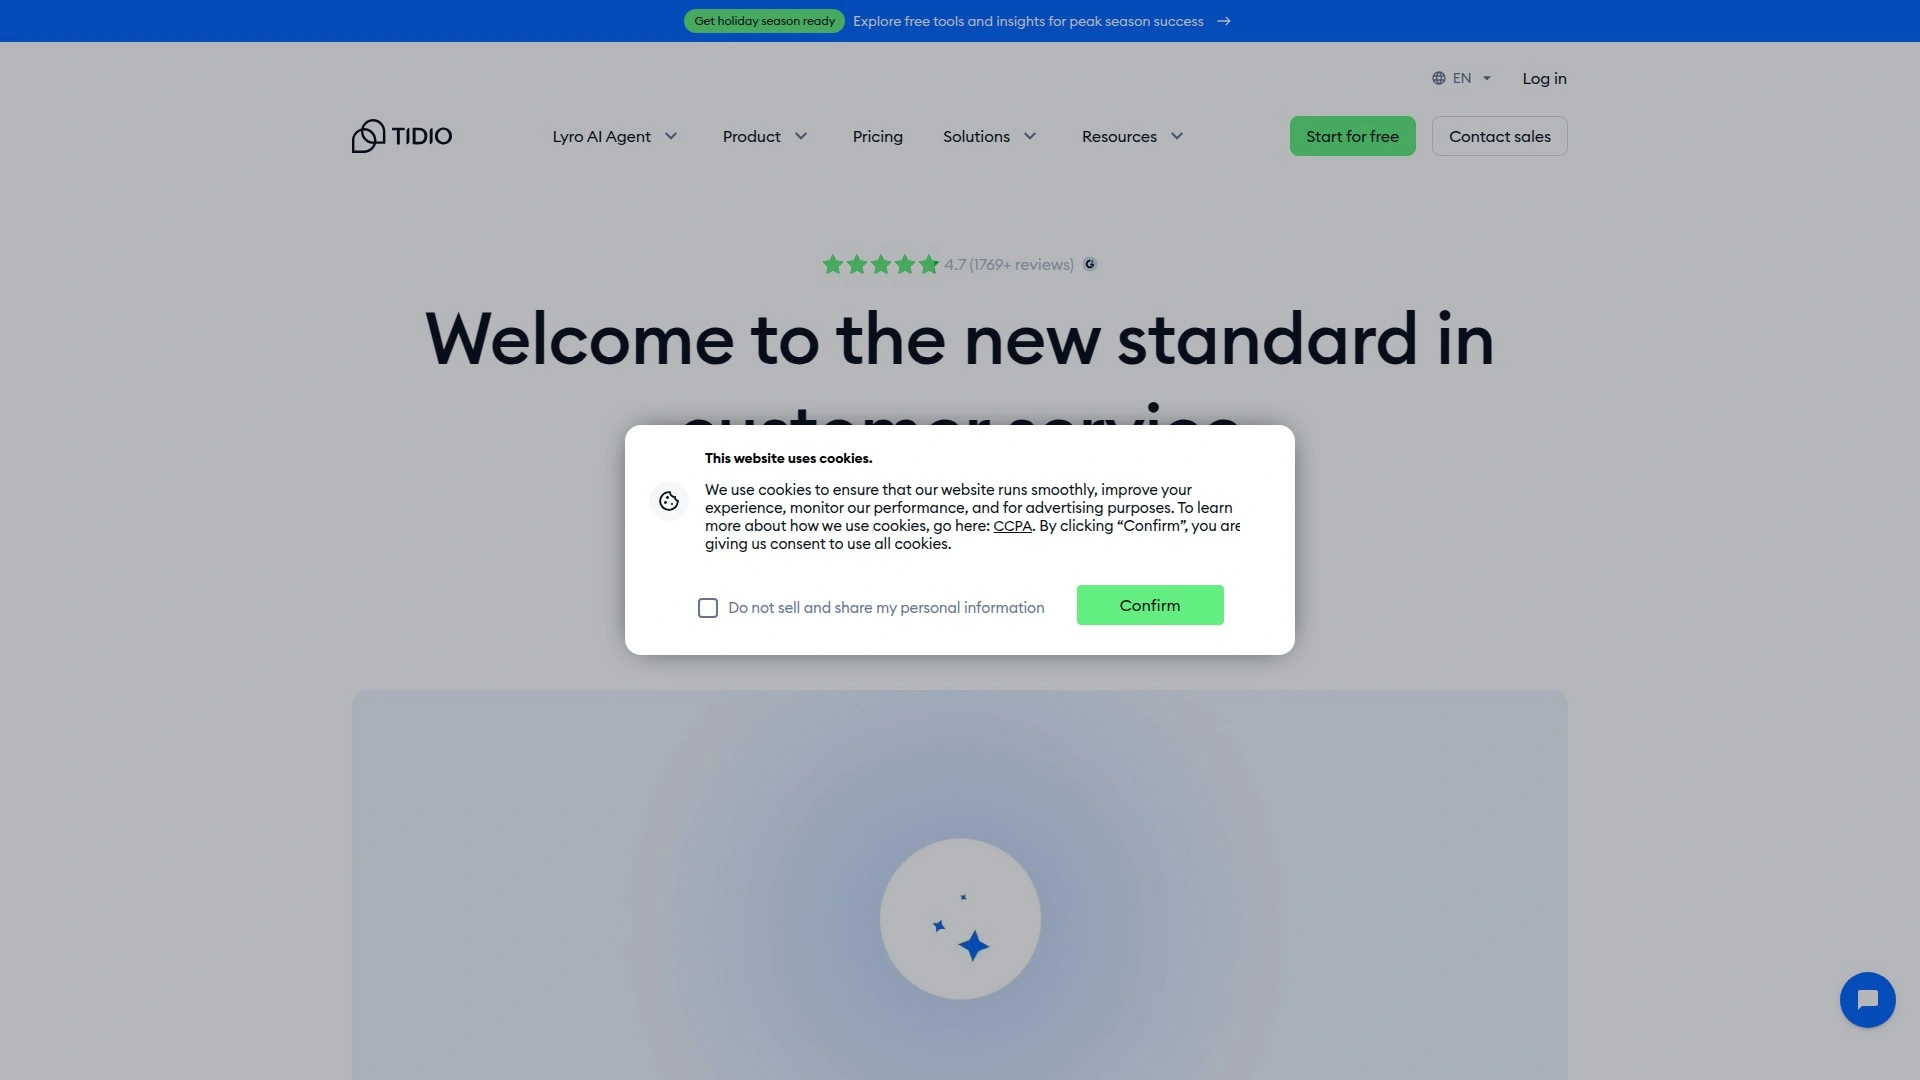 Get holiday season ready Explore free tools and insights for peak season success →
EN Log in
TIDIO Lyro AI Agent Product Pricing Solutions Resources Start for free Contact sales
4.7 (1769+ reviews)
Welcome to the new standard in
customer service
This website uses cookies.
We use cookies to ensure that our website runs smoothly, improve your
experience, monitor our performance, and for advertising purposes. To learn
more about how we use cookies, go here: CCPA. By clicking “Confirm”, you are
giving us consent to use all cookies.
Do not sell and share my personal information Confirm